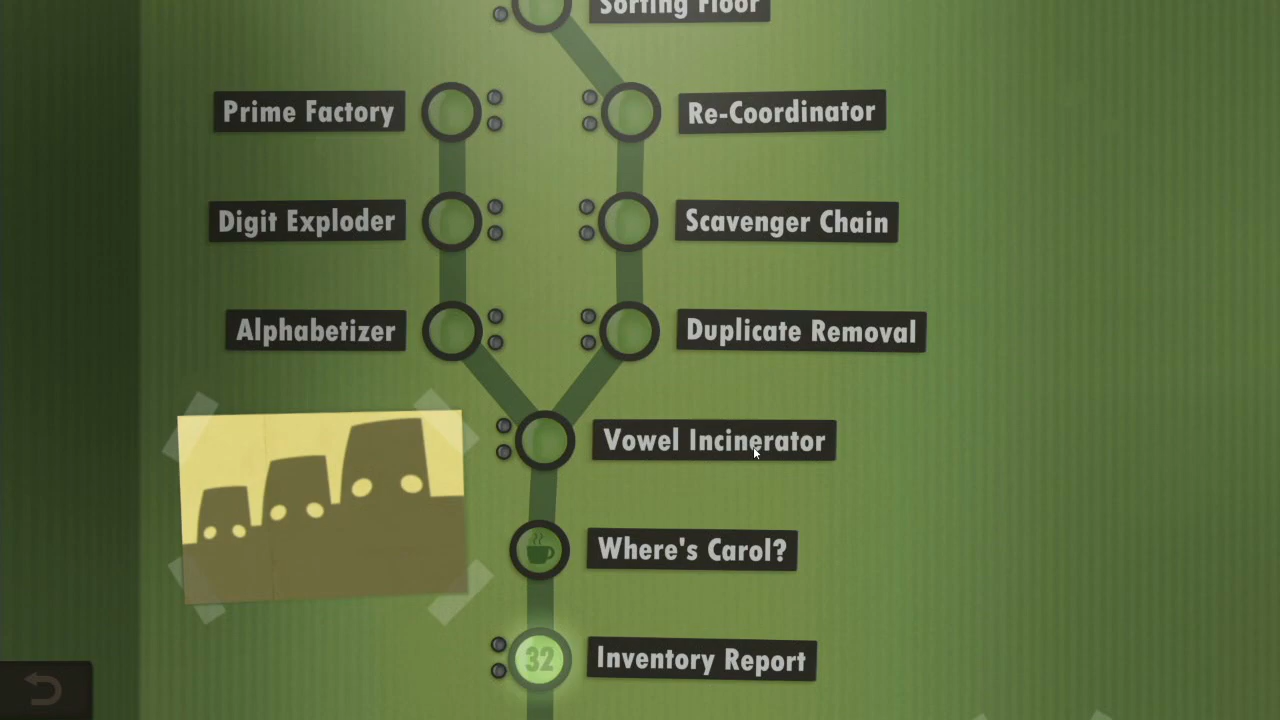 Sorting Floor
Prime Factory
Re-Coordinator
Digit Exploder
Scavenger Chain
Alphabetizer
Duplicate Removal
Vowel Incinerator
Where's Carol?
32
Inventory Report